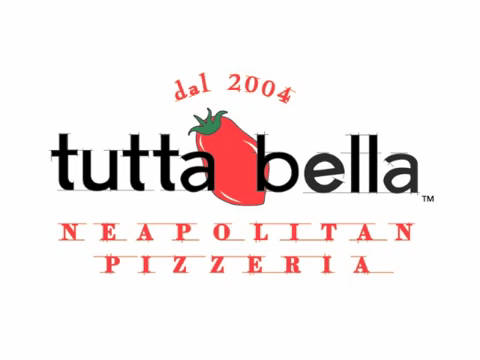 dal 2004
tutta bella™
NEAPOLITAN
PIZZERIA